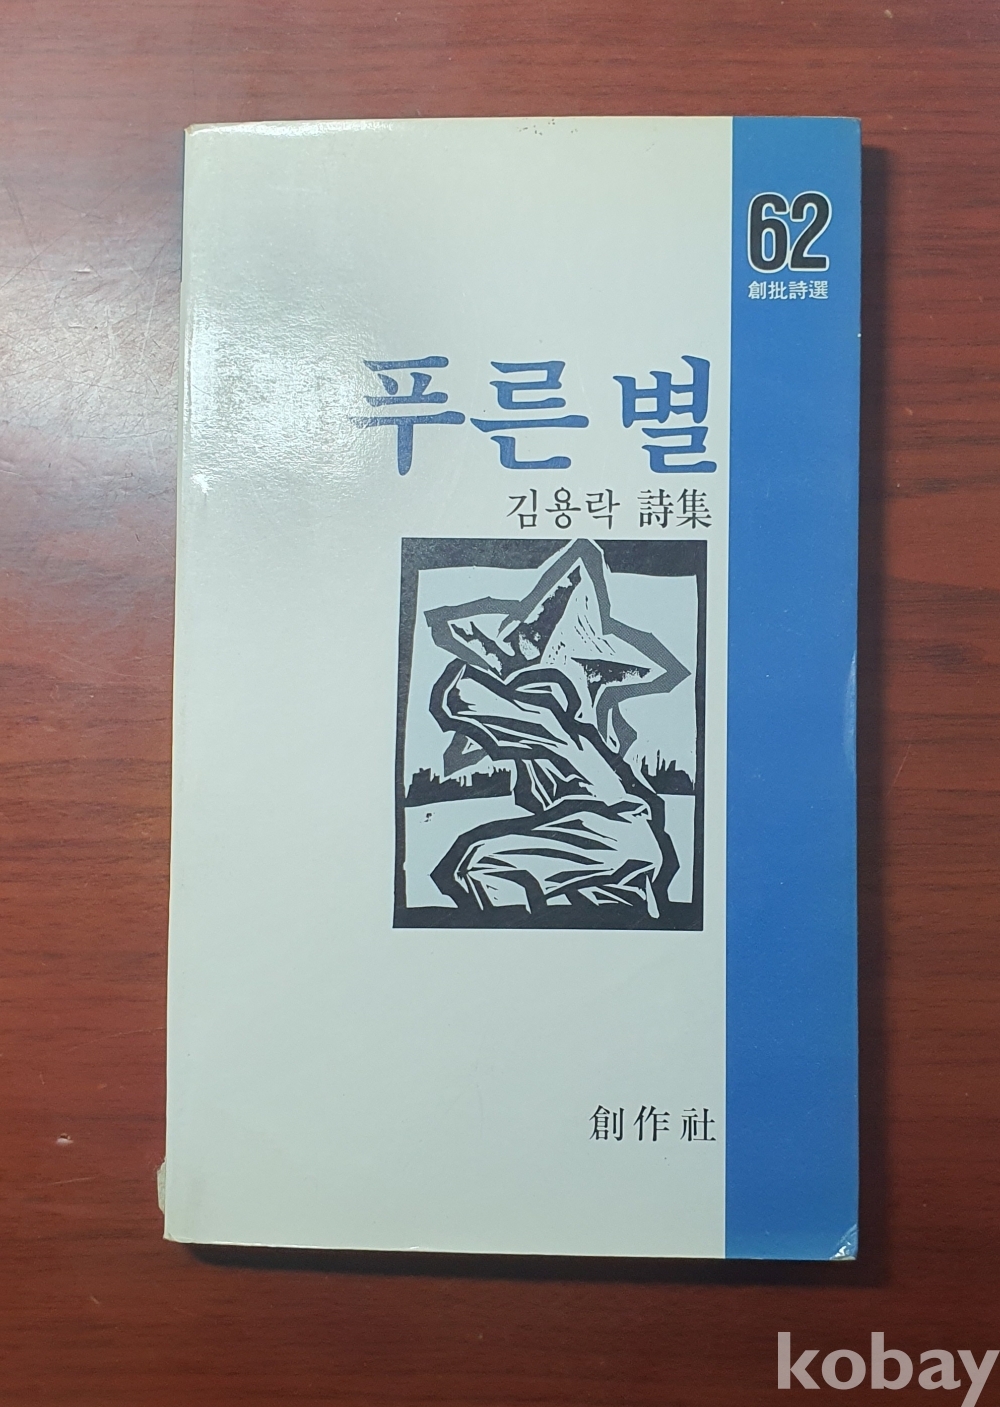 62
創批詩選
푸른 별
김용락 詩集
創作社
kobay